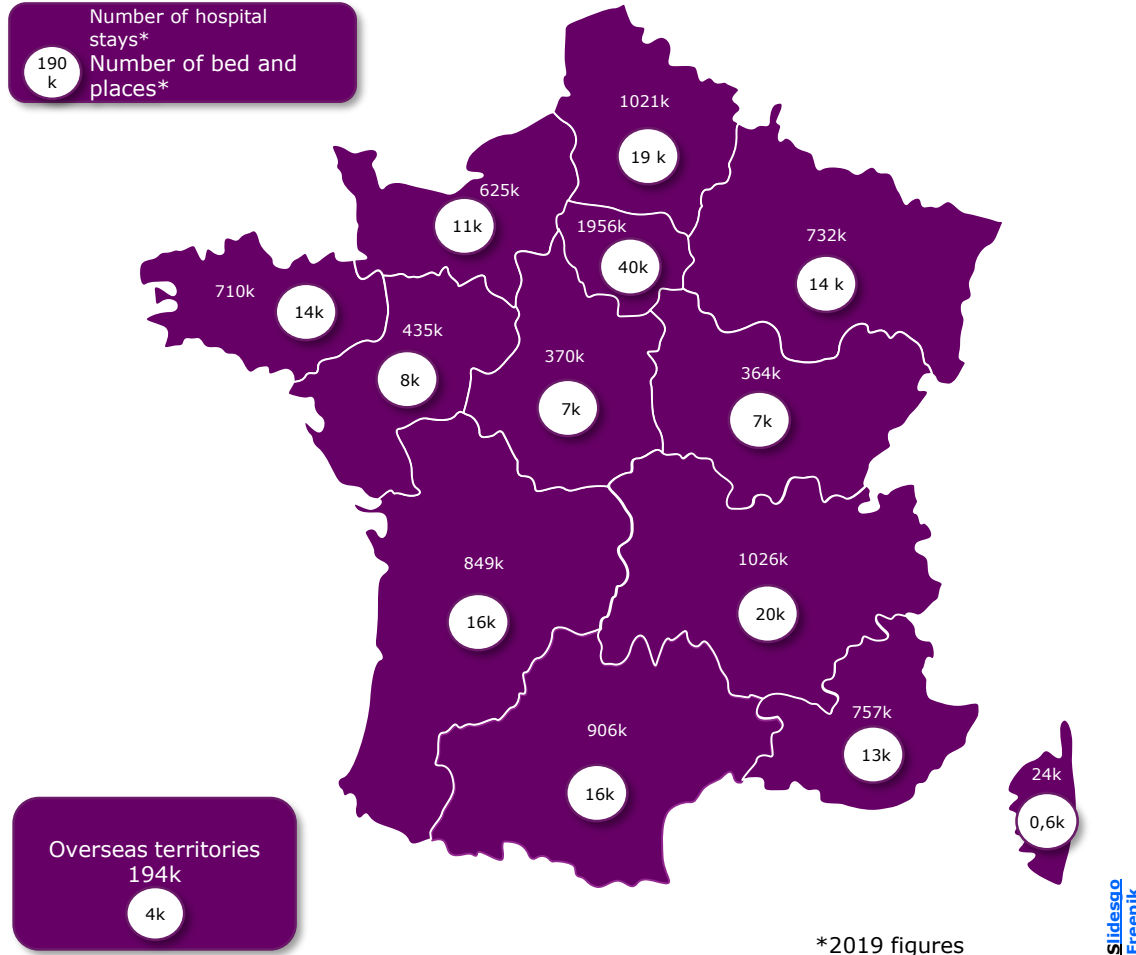 Number of hospital
stays*
190
k
Number of bed and
places*
1021k
19 k
625k
11k
1956k
40k
732k
14 k
710k
14k
435k
8k
370k
7k
364k
7k
849k
16k
1026k
20k
906k
16k
757k
13k
24k
0,6k
Overseas territories
194k
4k
*2019 figures
Slidesgo
Freepik